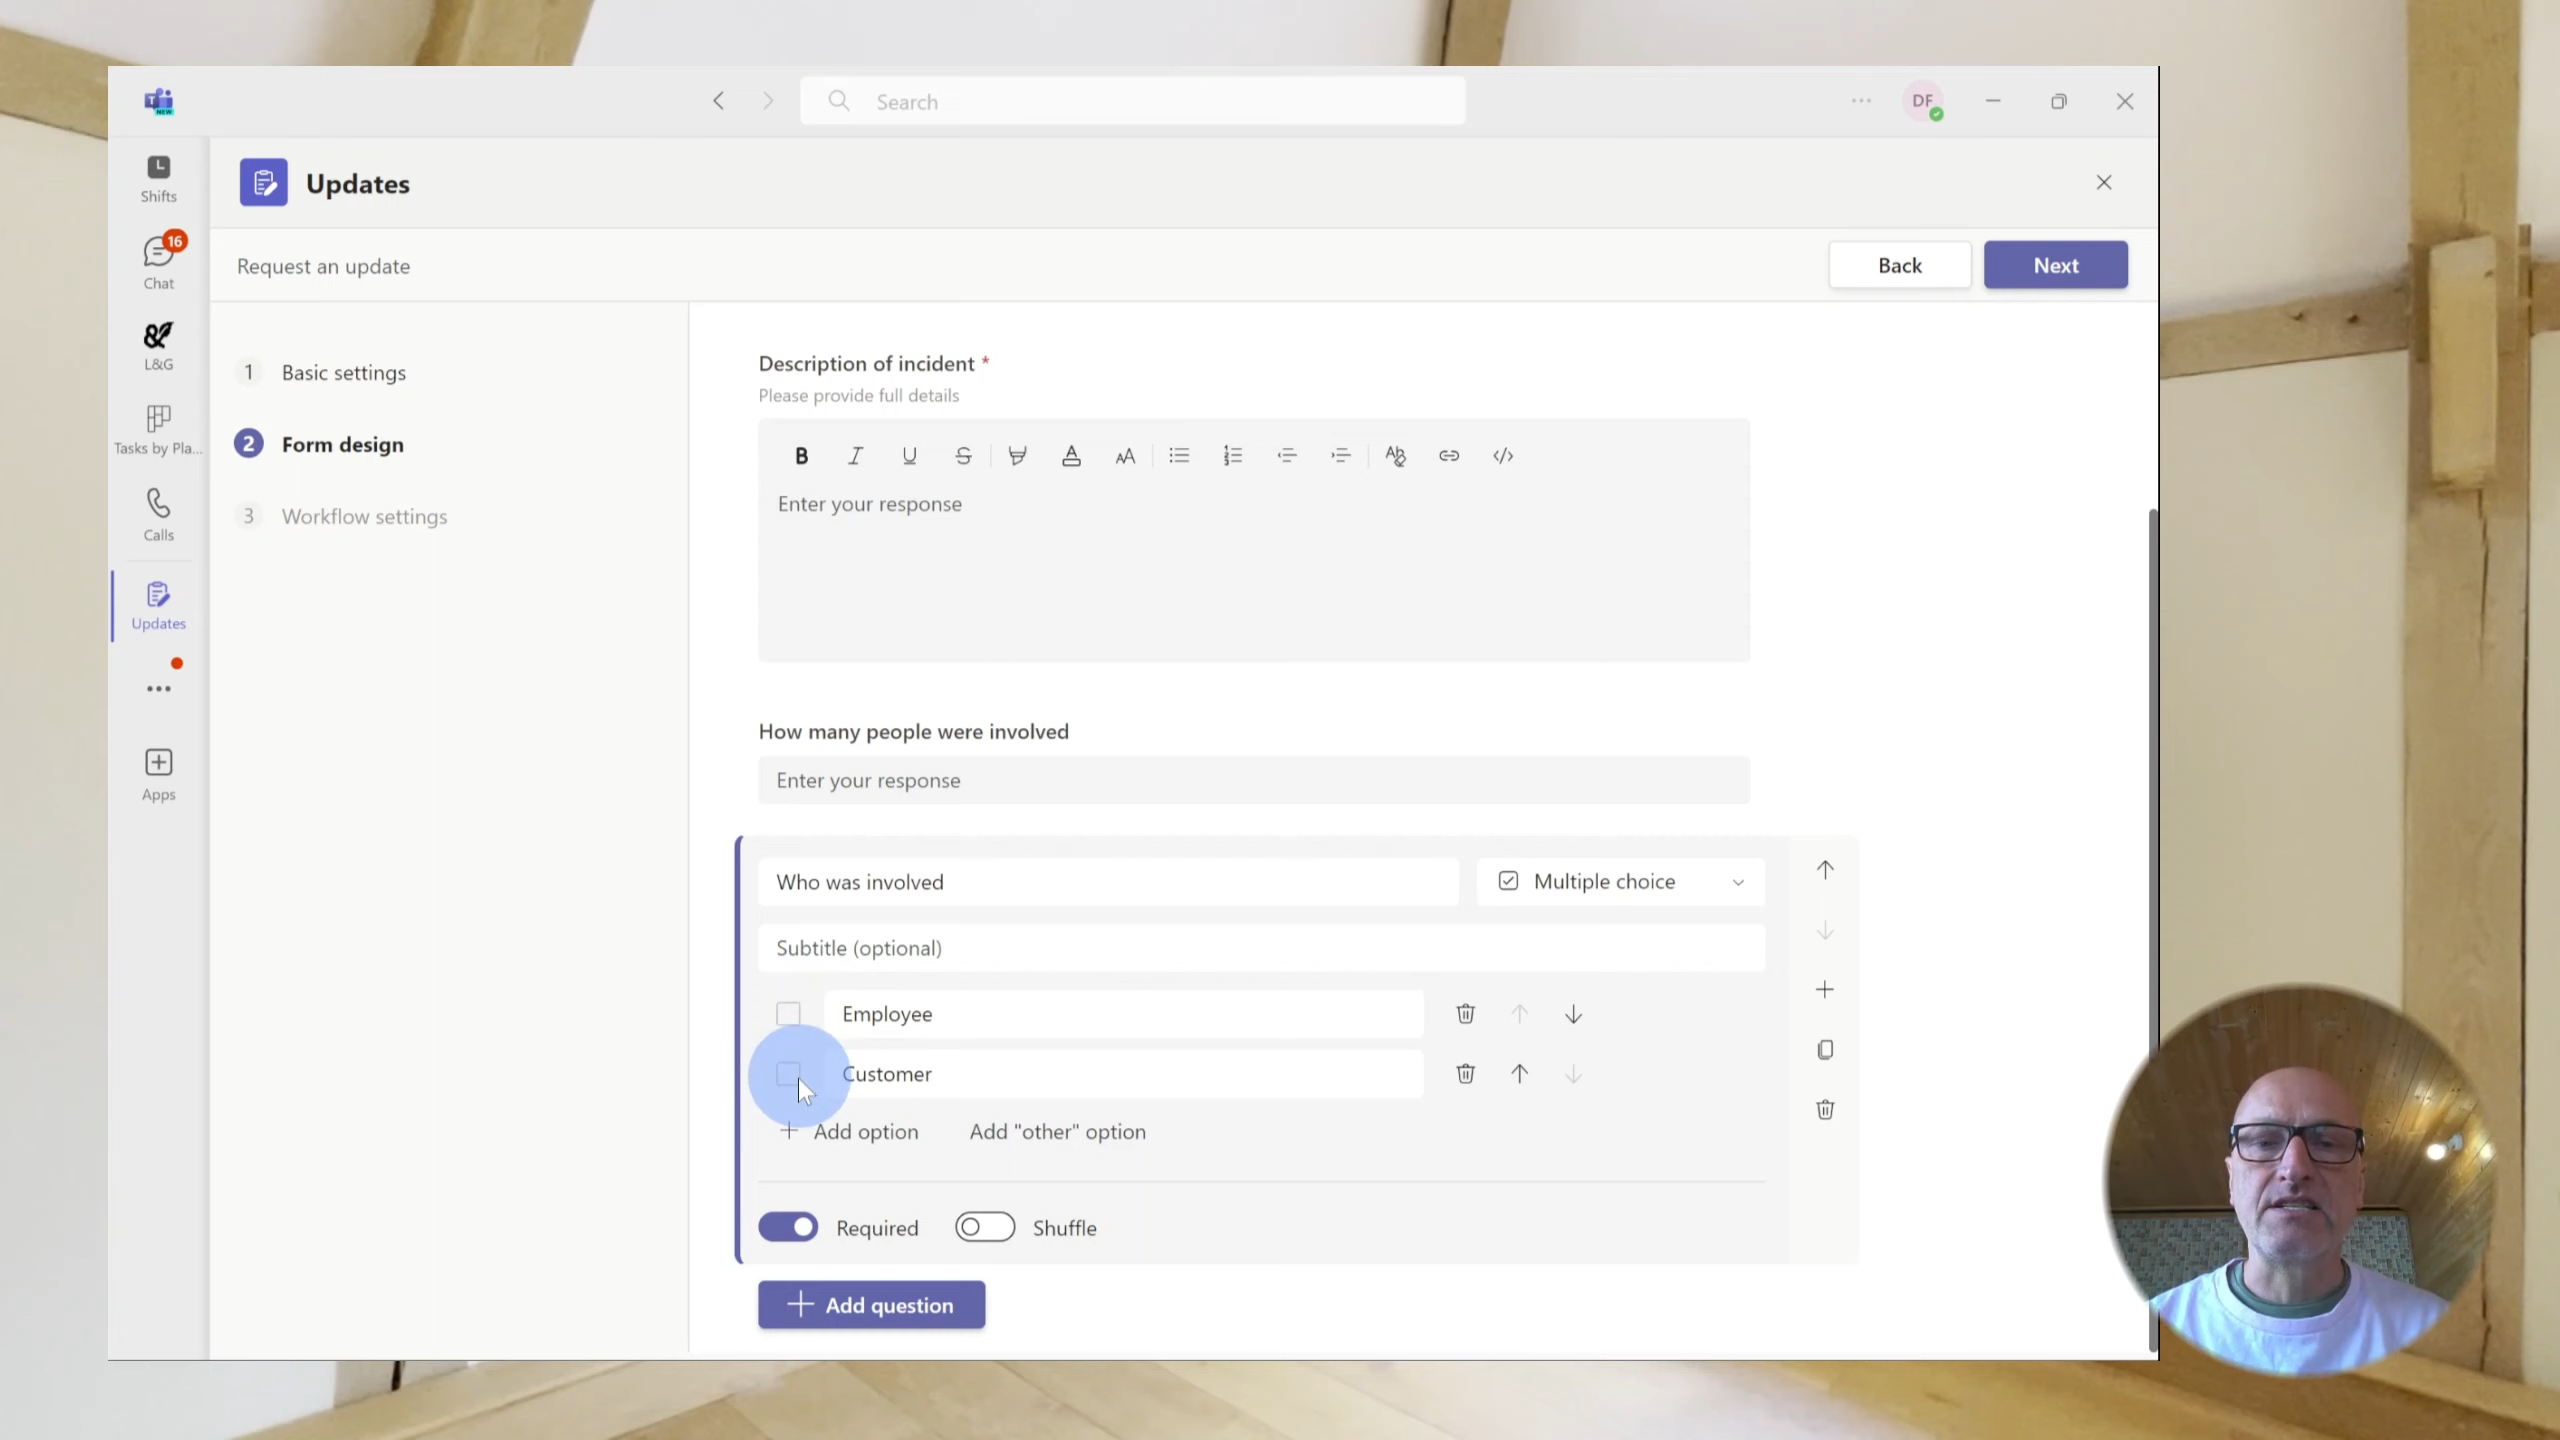 Search
DF
Shifts
16
Chat
L&G
Tasks by Pla...
Calls
Updates
Apps
Updates
Request an update
Back
Next
1 Basic settings
2 Form design
3 Workflow settings
Description of incident *
Please provide full details
Enter your response
How many people were involved
Enter your response
Who was involved
Multiple choice
Subtitle (optional)
Employee
Customer
Add option
Add "other" option
Required
Shuffle
Add question